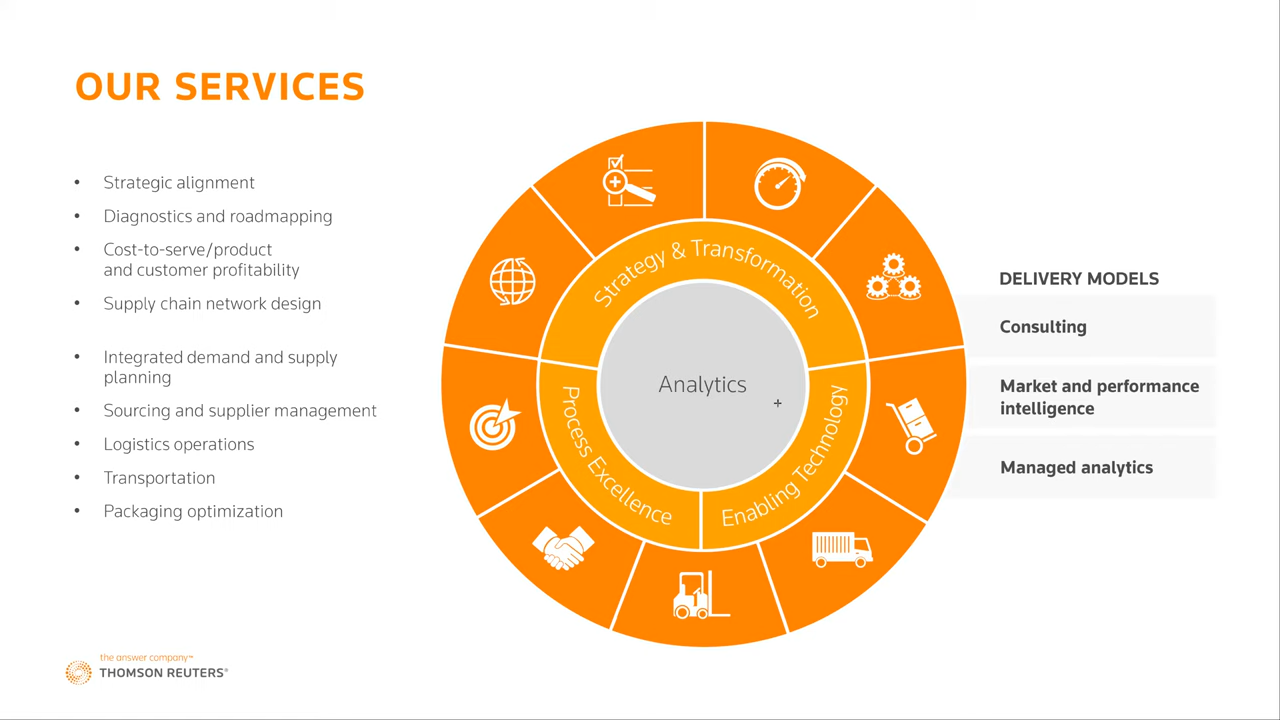 OUR SERVICES
• Strategic alignment
• Diagnostics and roadmapping
• Cost-to-serve/product
and customer profitability
• Supply chain network design
• Integrated demand and supply
planning
• Sourcing and supplier management
• Logistics operations
• Transportation
• Packaging optimization
Strategy & Transformation
Analytics
Process Excellence
Enabling Technology
DELIVERY MODELS
Consulting
Market and performance
intelligence
Managed analytics
the answer company™
THOMSON REUTERS®